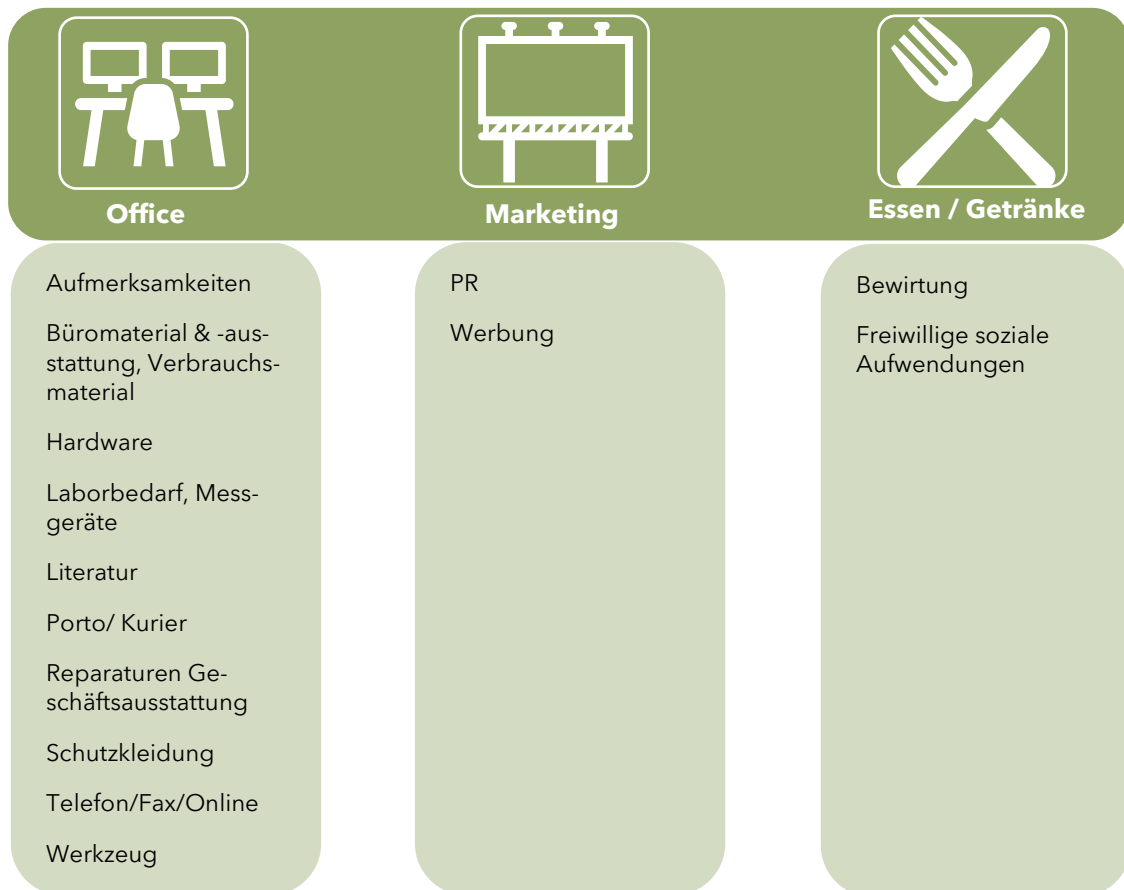 Office
Marketing
Essen / Getränke
Aufmerksamkeiten
Büromaterial & -aus-
stattung, Verbrauchs-
material
Hardware
Laborbedarf, Mess-
geräte
Literatur
Porto/ Kurier
Reparaturen Ge-
schäftsausstattung
Schutzkleidung
Telefon/Fax/Online
Werkzeug
PR
Werbung
Bewirtung
Freiwillige soziale
Aufwendungen